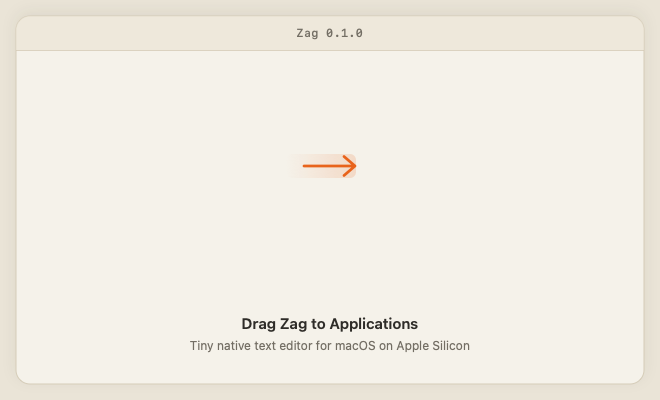 Zag 0.1.0
Drag Zag to Applications
Tiny native text editor for macOS on Apple Silicon